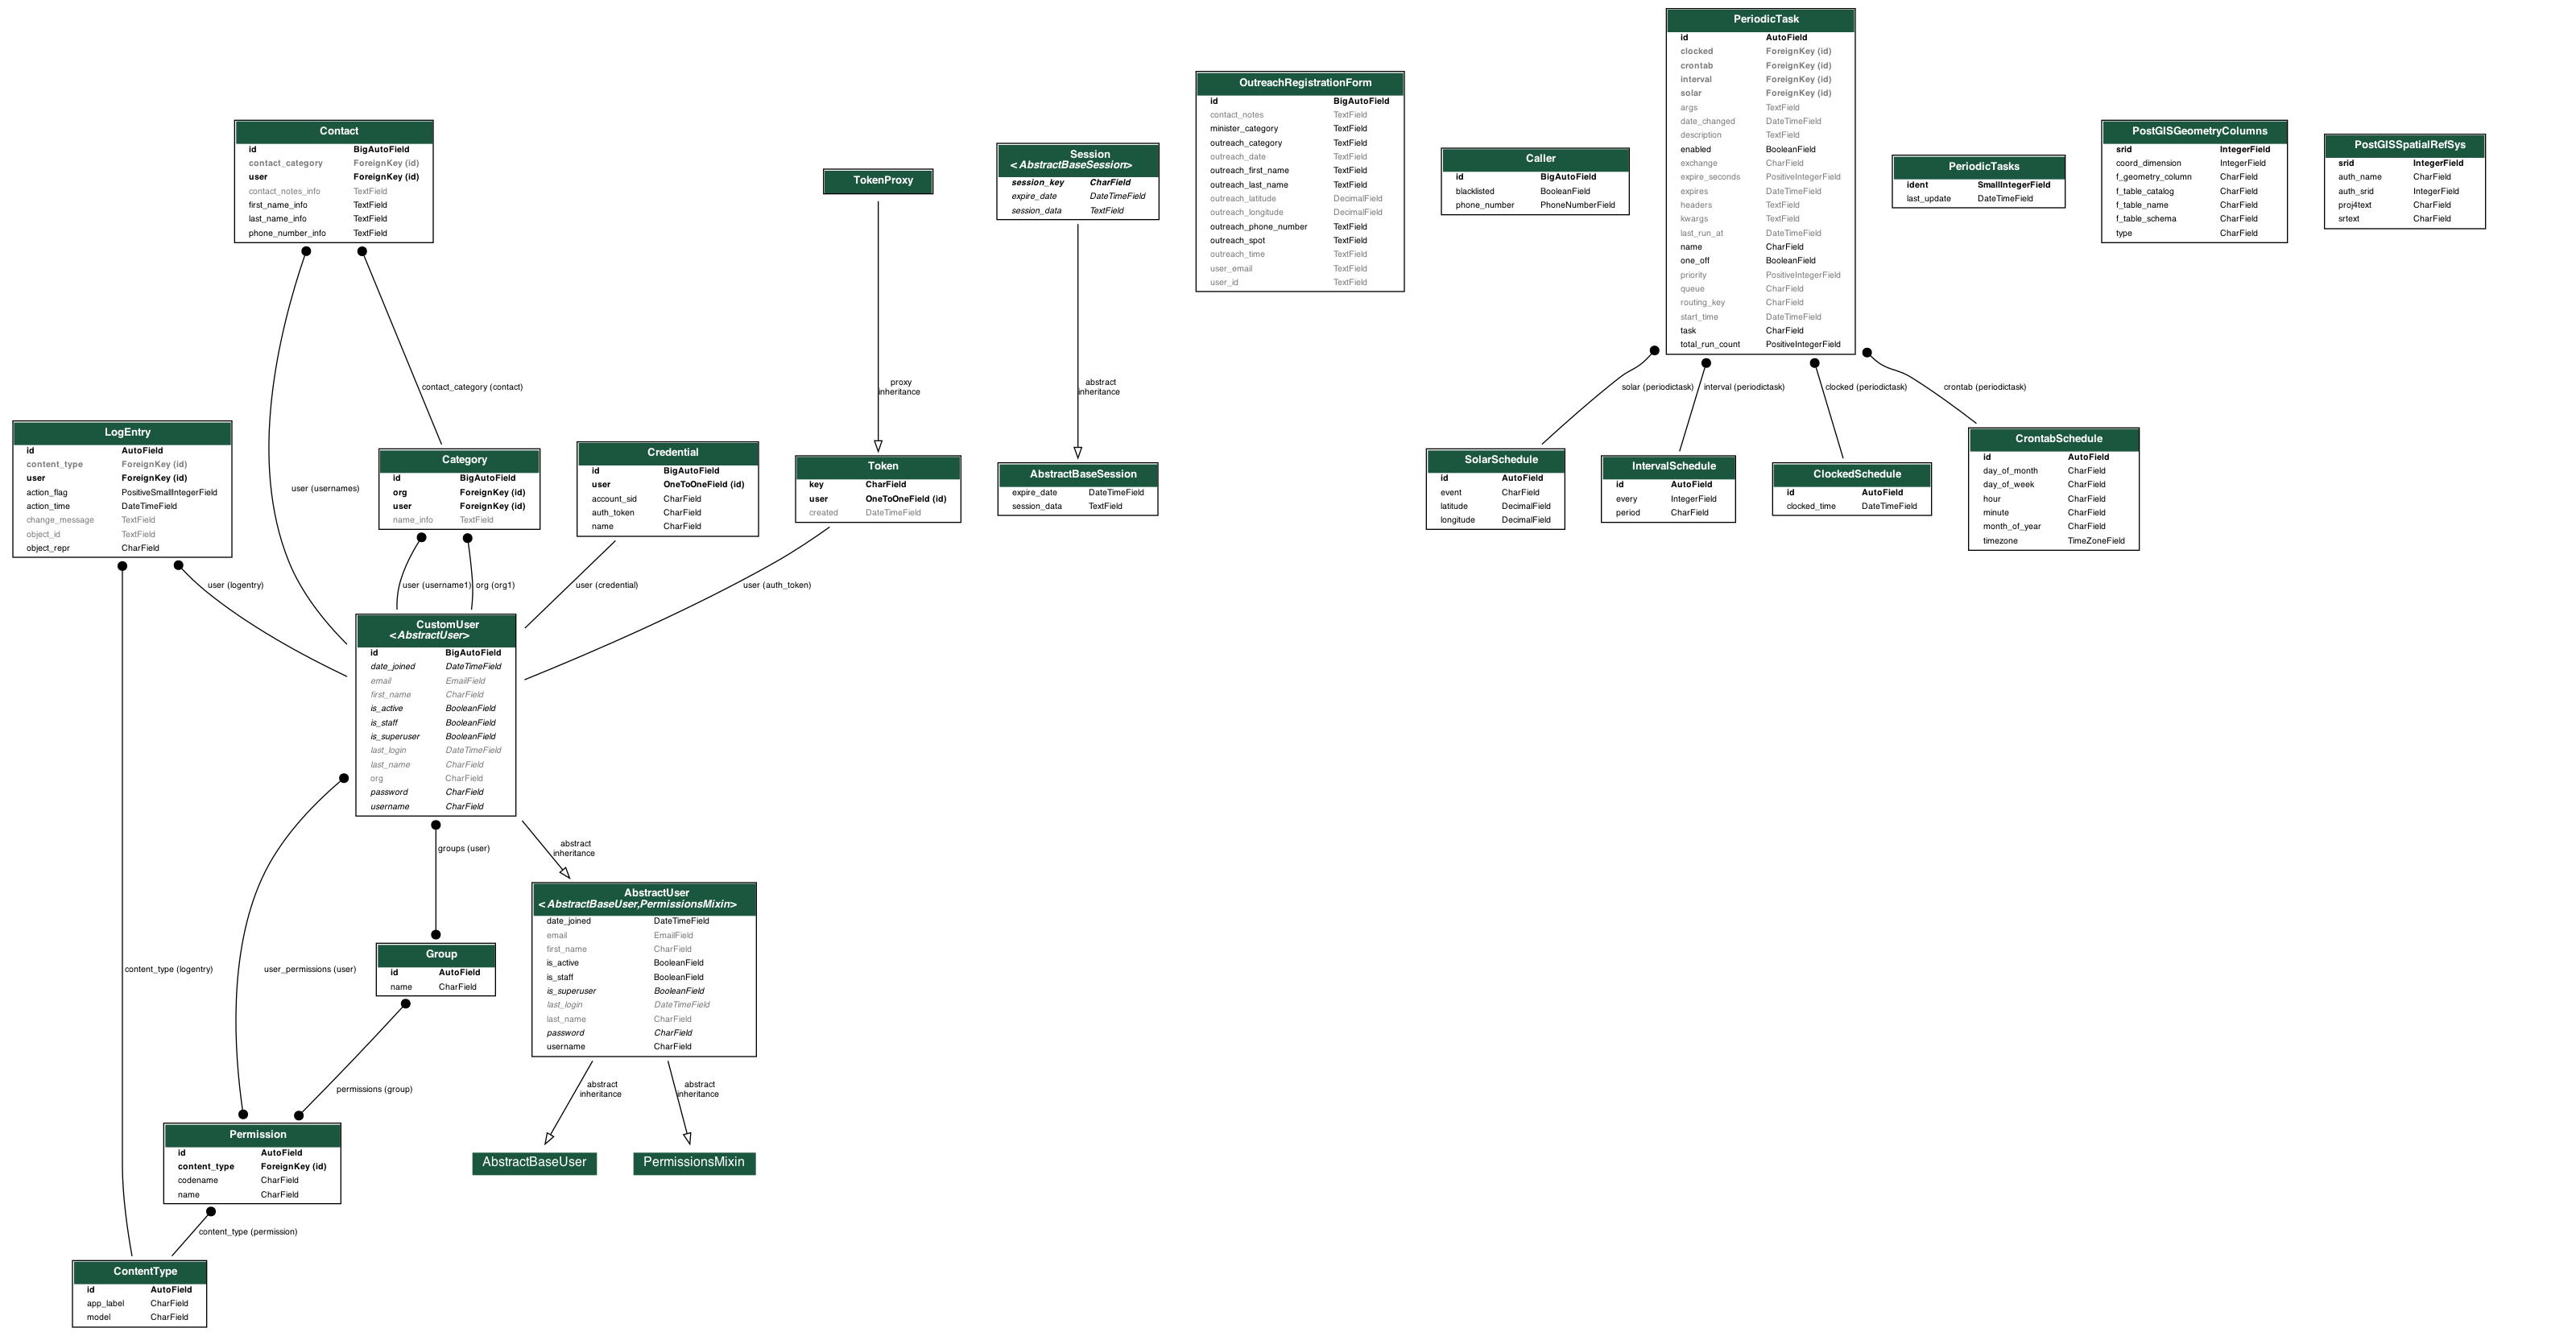 PeriodicTask
id AutoField
clocked ForeignKey (id)
crontab ForeignKey (id)
interval ForeignKey (id)
solar ForeignKey (id)
args TextField
date_changed DateTimeField
description TextField
enabled BooleanField
exchange CharField
expire_seconds PositiveIntegerField
expires DateTimeField
headers TextField
kwargs TextField
last_run_at DateTimeField
name CharField
one_off BooleanField
priority PositiveIntegerField
queue CharField
routing_key CharField
start_time DateTimeField
task CharField
total_run_count PositiveIntegerField
OutreachRegistrationForm
id BigAutoField
contact_notes TextField
minister_category TextField
outreach_category TextField
outreach_date TextField
outreach_first_name TextField
outreach_last_name TextField
outreach_latitude DecimalField
outreach_longitude DecimalField
outreach_phone_number TextField
outreach_spot TextField
outreach_time TextField
user_email TextField
user_id TextField
Contact
id BigAutoField
contact_category ForeignKey (id)
user ForeignKey (id)
contact_notes_info TextField
first_name_info TextField
last_name_info TextField
phone_number_info TextField
TokenProxy
Session
<AbstractBaseSession>
session_key CharField
expire_date DateTimeField
session_data TextField
Caller
id BigAutoField
blacklisted BooleanField
phone_number PhoneNumberField
PeriodicTasks
ident SmallIntegerField
last_update DateTimeField
PostGISGeometryColumns
srid IntegerField
coord_dimension IntegerField
f_geometry_column CharField
f_table_catalog CharField
f_table_name CharField
f_table_schema CharField
type CharField
PostGISSpatialRefSys
srid IntegerField
auth_name CharField
auth_srid IntegerField
proj4text CharField
srtext CharField
contact_category (contact)
proxy
inheritance
abstract
inheritance
solar (periodictask)
interval (periodictask)
clocked (periodictask)
crontab (periodictask)
LogEntry
id AutoField
content_type ForeignKey (id)
user ForeignKey (id)
action_flag PositiveSmallIntegerField
action_time DateTimeField
change_message TextField
object_id TextField
object_repr CharField
user (usernames)
Category
id BigAutoField
org ForeignKey (id)
user ForeignKey (id)
name_info TextField
Credential
id BigAutoField
user OneToOneField (id)
account_sid CharField
auth_token CharField
name CharField
Token
key CharField
user OneToOneField (id)
created DateTimeField
AbstractBaseSession
expire_date DateTimeField
session_data TextField
SolarSchedule
id AutoField
event CharField
latitude DecimalField
longitude DecimalField
IntervalSchedule
id AutoField
every IntegerField
period CharField
ClockedSchedule
id AutoField
clocked_time DateTimeField
CrontabSchedule
id AutoField
day_of_month CharField
day_of_week CharField
hour CharField
minute CharField
month_of_year CharField
timezone TimeZoneField
user (logentry)
user (username1)
org (org1)
user (credential)
user (auth_token)
CustomUser
<AbstractUser>
id BigAutoField
date_joined DateTimeField
email EmailField
first_name CharField
is_active BooleanField
is_staff BooleanField
is_superuser BooleanField
last_login DateTimeField
last_name CharField
org CharField
password CharField
username CharField
groups (user)
abstract
inheritance
AbstractUser
<AbstractBaseUser,PermissionsMixin>
date_joined DateTimeField
email EmailField
first_name CharField
is_active BooleanField
is_staff BooleanField
is_superuser BooleanField
last_login DateTimeField
last_name CharField
password CharField
username CharField
content_type (logentry)
user_permissions (user)
Group
id AutoField
name CharField
permissions (group)
abstract
inheritance
abstract
inheritance
Permission
id AutoField
content_type ForeignKey (id)
codename CharField
name CharField
AbstractBaseUser
PermissionsMixin
content_type (permission)
ContentType
id AutoField
app_label CharField
model CharField